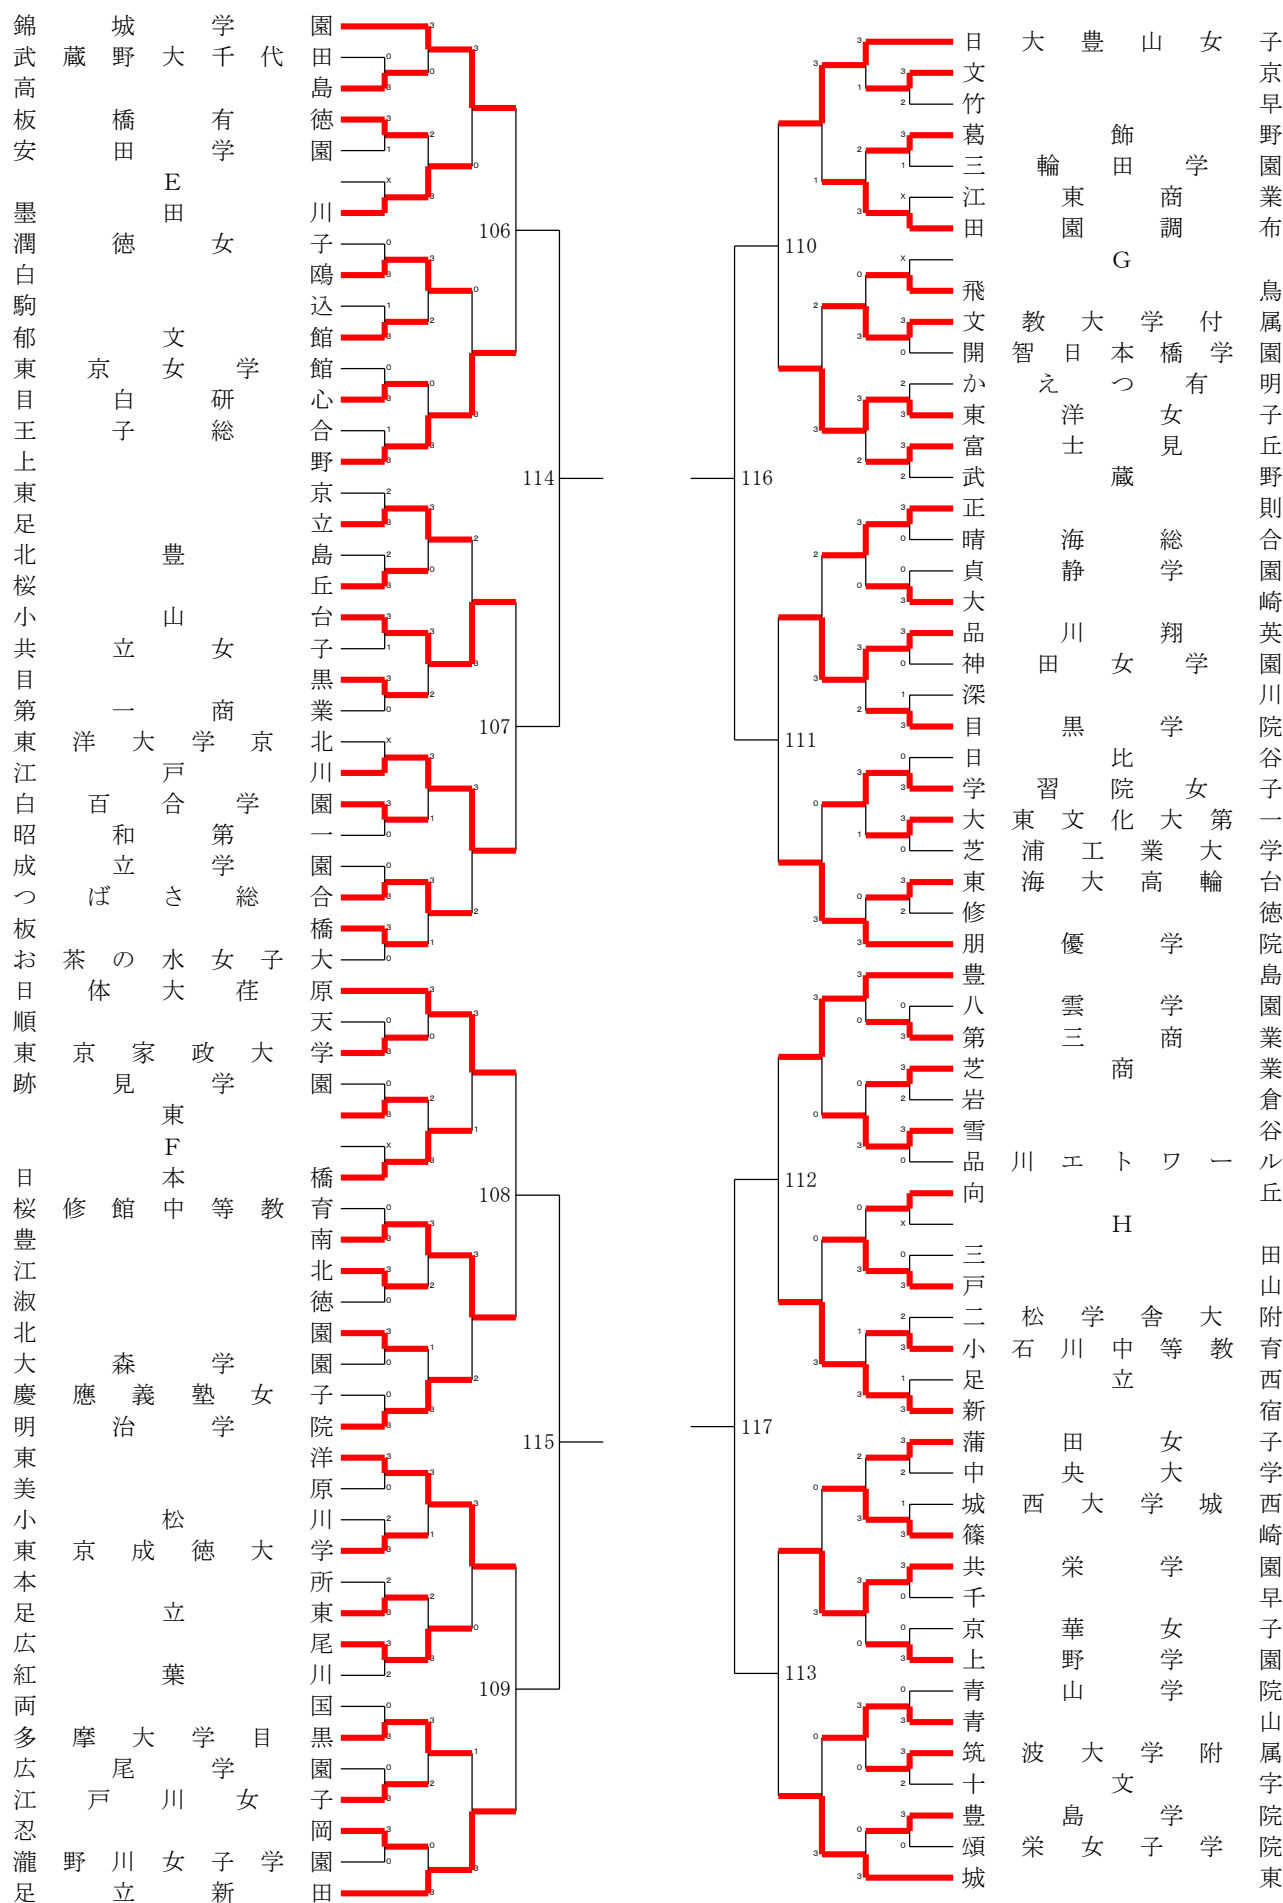 錦城学園
武蔵野大千代田
高島
板橋有徳
安田学園
E
墨田川
潤徳女子
白鴎
駒込
郁文館
東京女学館
目白研心
王子総合
上野
東京
足立
北豊島
桜丘
小山台
共立女子
目黒
第一商業
東洋大学京北
江戸川
白百合学園
昭和第一
成立学園
つばさ総合
板橋
お茶の水女子大
日体大荏原
順天
東京家政大学
跡見学園
東
F
日本橋
桜修館中等教育
豊南
江北
淑徳
北園
大森学園
慶應義塾女子
明治学院
東洋
美原
小松川
東京成徳大学
本所
足立東
広尾
紅葉川
両国
多摩大学目黒
広尾学園
江戸川女子
忍岡
瀧野川女子学園
足立新田
106
114
107
108
115
109
日大豊山女子
文京
竹早
葛飾野
三輪田学園
江東商業
田園調布
G
飛鳥
文教大学付属
開智日本橋学園
かえつ有明
東洋女子
富士見丘
武蔵野
正則
晴海総合
貞静学園
大崎
品川翔英
神田女学園
深川
目黒学院
日比谷
学習院女子
大東文化大第一
芝浦工業大学
東海大高輪台
修徳
朋優学院
豊島
八雲学園
第三商業
芝商業
岩倉
雪谷
品川エトワール
向丘
H
三田
戸山
二松学舎大附
小石川中等教育
足立西
新宿
蒲田女子
中央大学
城西大学城西
篠崎
共栄学園
千早
京華女子
上野学園
青山学院
青山
筑波大学附属
十文字
豊島学院
頌栄女子学院
城東
110
116
111
112
117
113